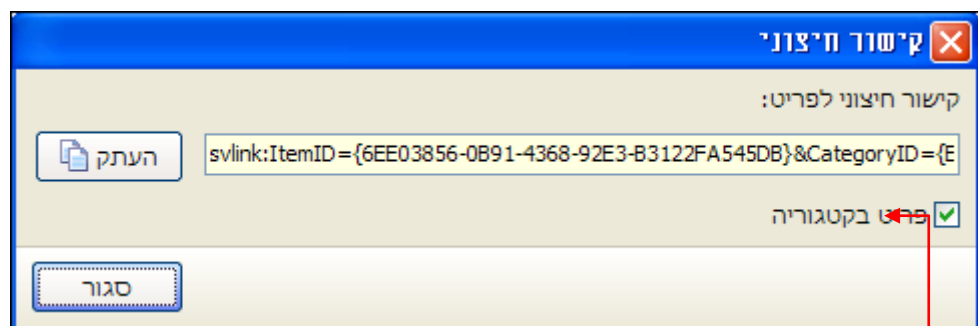 קישור חיצוני
קישור חיצוני לפריט:
svlink:ItemID={6EE03856-0B91-4368-92E3-B3122FA545DB}&CategoryID={E
העתק
פריט בקטגוריה
סגור